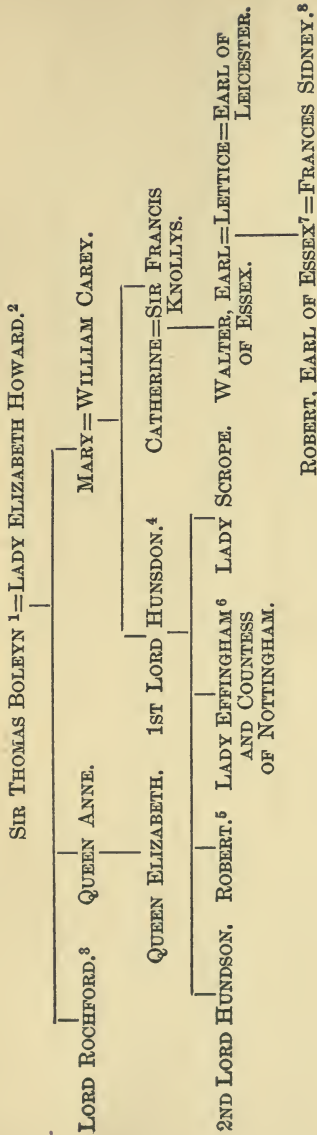 SIR THOMAS BOLEYN ¹=LADY ELIZABETH HOWARD.²
LORD ROCHFORD.³ QUEEN ANNE. MARY=WILLIAM CAREY.
QUEEN ELIZABETH. 1ST LORD HUNSDON.⁴ CATHERINE=SIR FRANCIS
KNOLLYS.
2ND LORD HUNDSON. ROBERT.⁵ LADY EFFINGHAM ⁶ LADY SCROPE. WALTER, EARL=LETTICE=EARL OF
AND COUNTESS OF ESSEX. LEICESTER.
OF NOTTINGHAM.
ROBERT, EARL OF ESSEX⁷=FRANCES SIDNEY.⁸